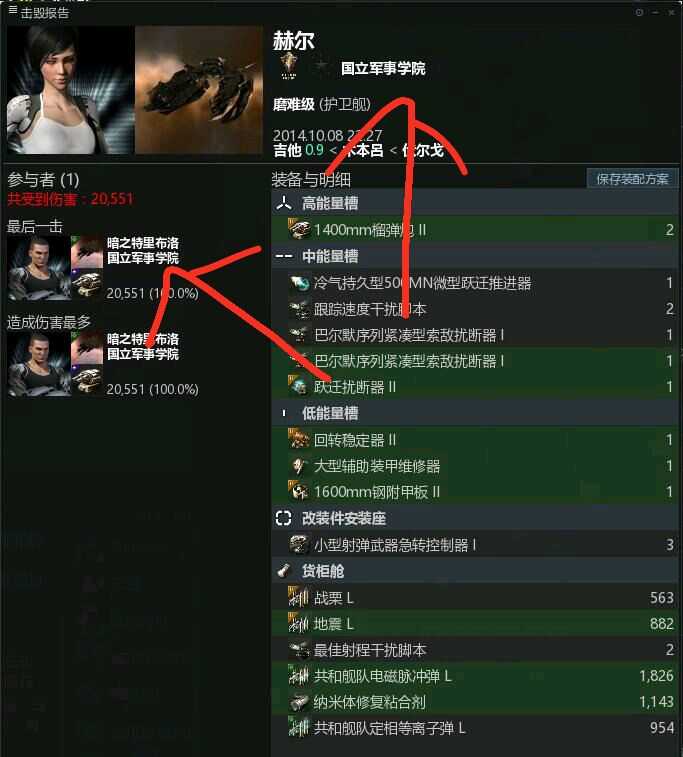 击毁报告
赫尔
国立军事学院
磨难级 (护卫舰)
2014.10.08 22:27
吉他 0.9 < 木本吕 < 伏尔戈
参与者 (1)
共受到伤害：20,551
最后一击
暗之特里布洛
国立军事学院
20,551 (100.0%)
造成伤害最多
暗之特里布洛
国立军事学院
20,551 (100.0%)
装备与明细
保存装配方案
高能量槽
1400mm榴弹炮 II 2
中能量槽
冷气持久型500MN微型跃迁推进器 1
跟踪速度干扰脚本 2
巴尔默序列紧凑型索敌扰断器 I 1
巴尔默序列紧凑型索敌扰断器 I 1
跃迁扰断器 II 1
低能量槽
回转稳定器 II 1
大型辅助装甲维修器 1
1600mm钢附甲板 II 1
改装件安装座
小型射弹武器急转控制器 I 3
货柜舱
战栗 L 563
地震 L 882
最佳射程干扰脚本 2
共和舰队电磁脉冲弹 L 1,826
纳米体修复粘合剂 1,143
共和舰队定相等离子弹 L 954